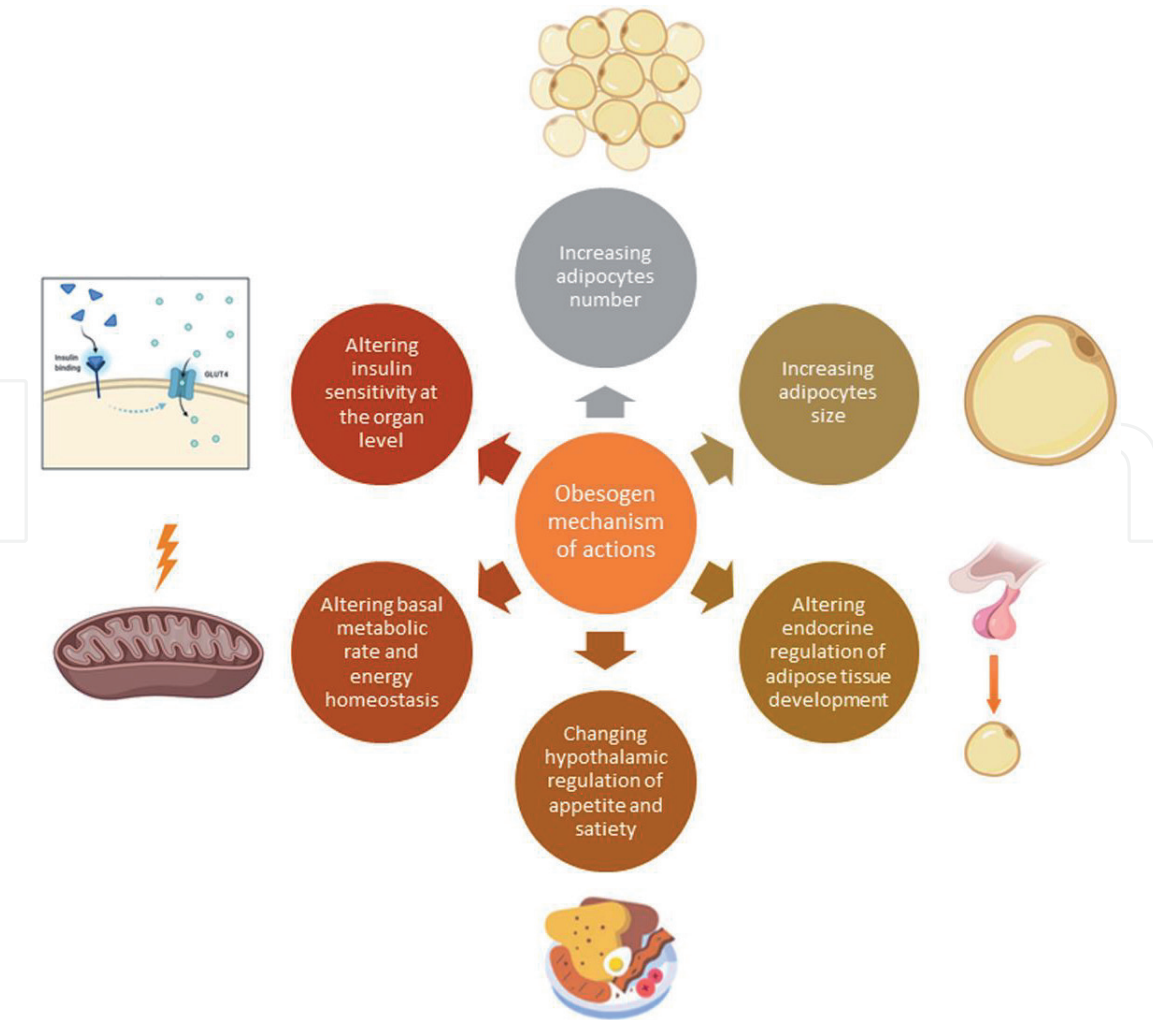 Increasing
adipocytes
number
Altering
insulin
sensitivity at
the organ
level
Insulin
binding
GLUT4
Increasing
adipocytes
size
Obesogen
mechanism
of actions
Altering basal
metabolic
rate and
energy
homeostasis
Altering
endocrine
regulation of
adipose tissue
development
Changing
hypothalamic
regulation of
appetite and
satiety